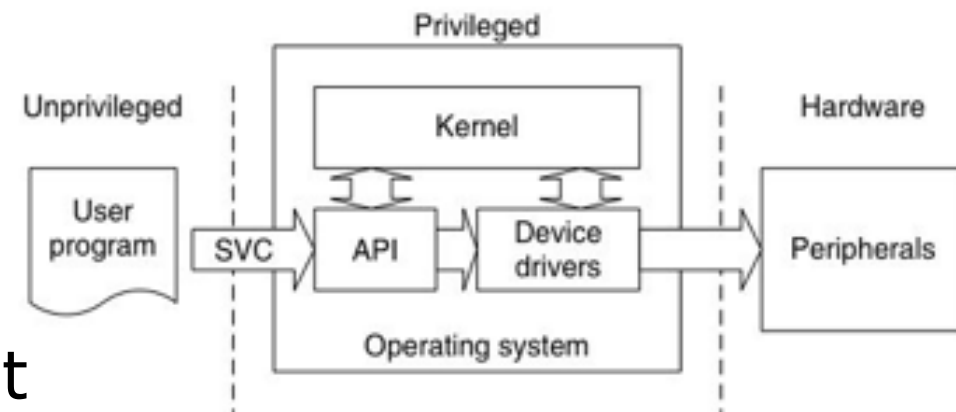 Privileged
Unprivileged
Hardware
Kernel
User
program
SVC
API
Device
drivers
Peripherals
Operating system
t